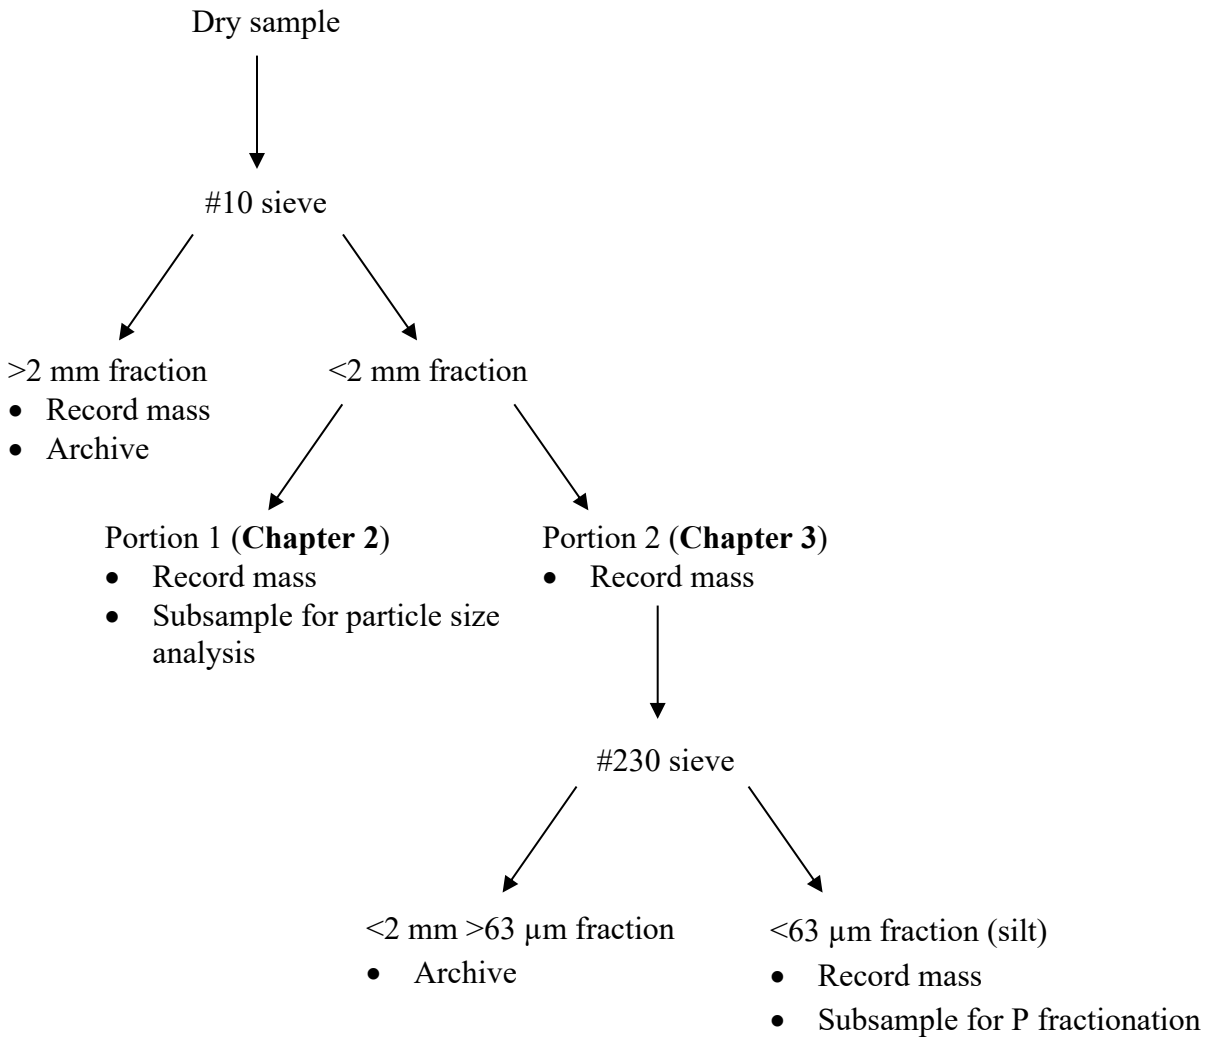 Dry sample
#10 sieve
>2 mm fraction
• Record mass
• Archive
<2 mm fraction
Portion 1 (Chapter 2)
• Record mass
• Subsample for particle size
analysis
Portion 2 (Chapter 3)
• Record mass
#230 sieve
<2 mm >63 µm fraction
• Archive
<63 µm fraction (silt)
• Record mass
• Subsample for P fractionation